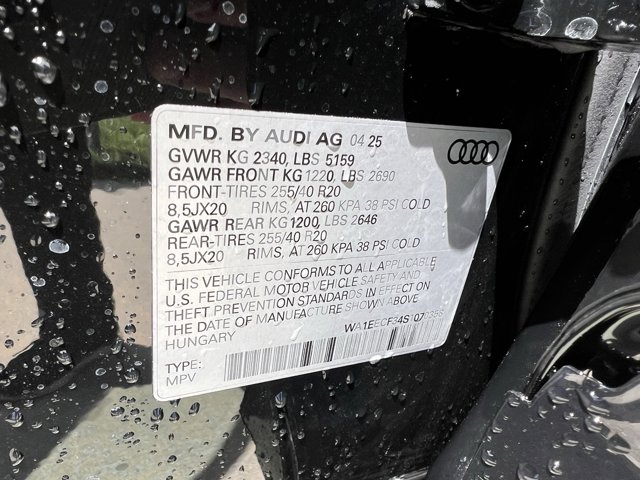 MFD. BY AUDI AG 04 25
GVWR KG 2340, LBS 5159
GAWR FRONT KG 1220, LBS 2690
FRONT-TIRES 255/40 R20
8,5JX20 RIMS, AT 260 KPA 38 PSI COLD
GAWR REAR KG 1200, LBS 2646
REAR-TIRES 255/40 R20
8,5JX20 RIMS, AT 260 KPA 38 PSI COLD
THIS VEHICLE CONFORMS TO ALL APPLICABLE
U.S. FEDERAL MOTOR VEHICLE SAFETY AND
THEFT PREVENTION STANDARDS IN EFFECT ON
THE DATE OF MANUFACTURE SHOWN ABOVE.
HUNGARY
TYPE:
MPV